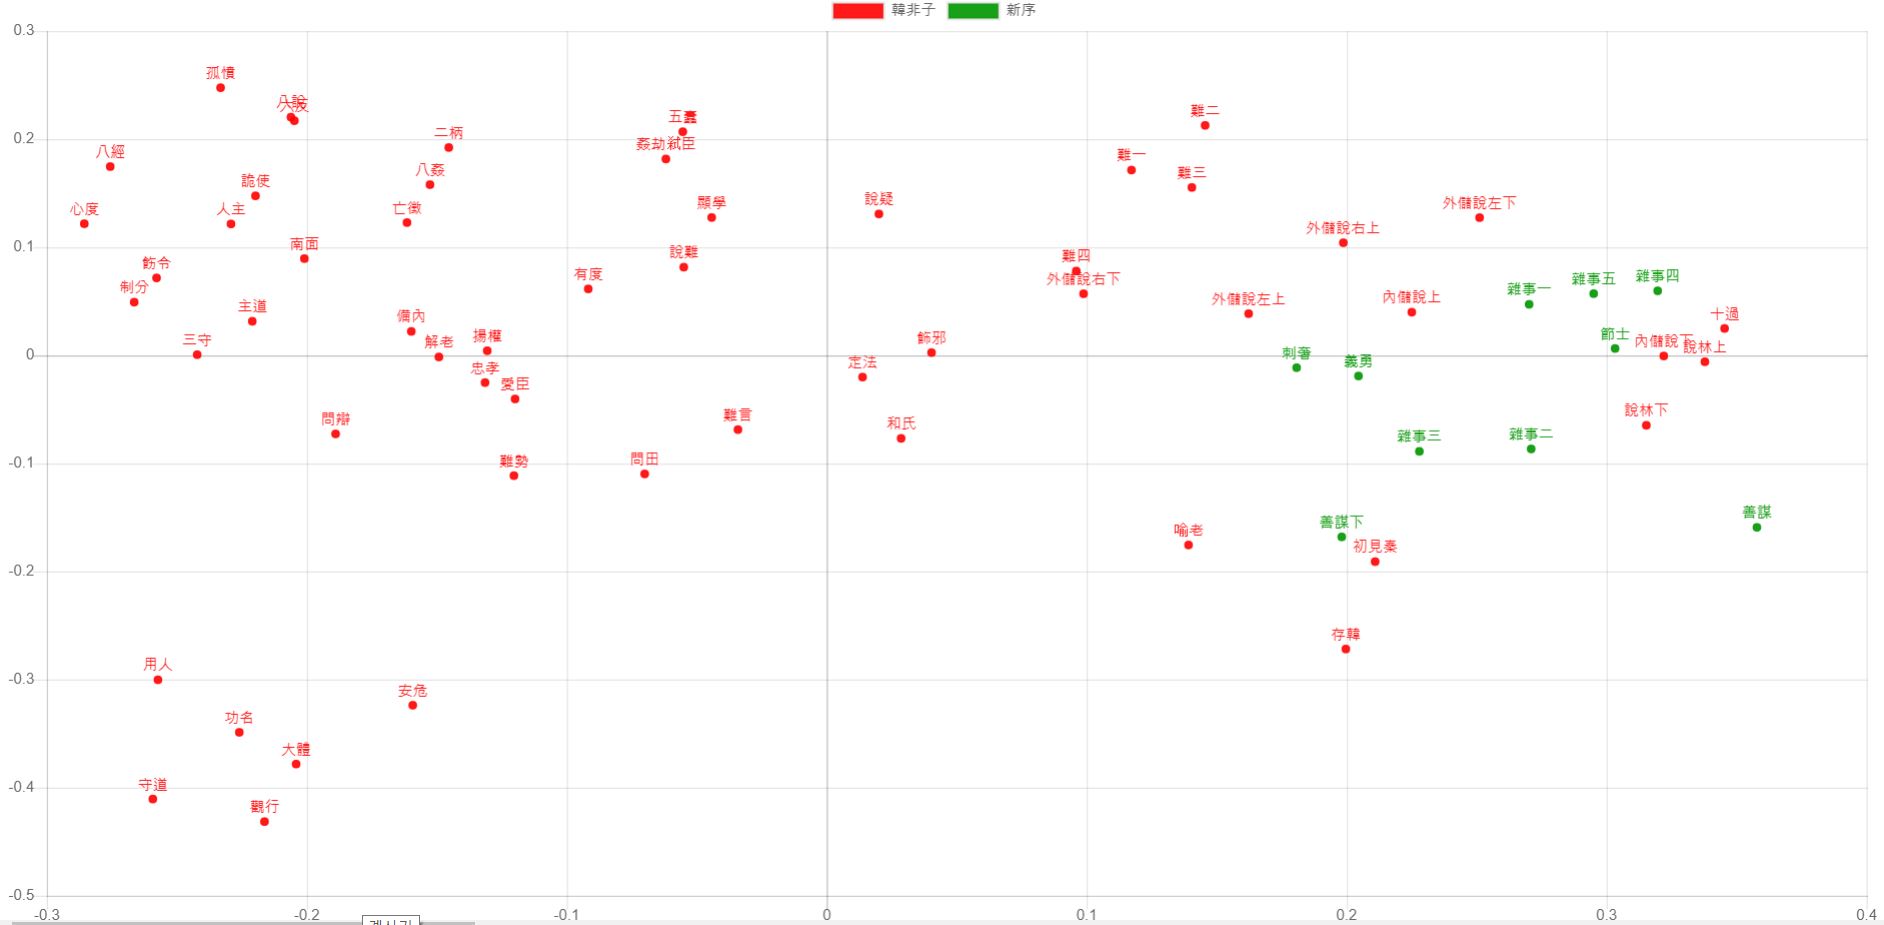 韓非子 新序
0.3
孤憤
八說
五蠹
難二
0.2
二柄
姦劫弑臣
八經
難一
八姦
難三
詭使
說疑
顯學
外儲說左下
心度
人主
亡徵
外儲說右上
0.1
南面
說難
難四
飭令
有度
外儲說右下
雜事一
雜事五
雜事四
制分
外儲說左上
內儲說上
主道
備內
十過
三守
解老
揚權
飾邪
節士
內儲說下
說林上
0
忠孝
定法
刺奢
義勇
愛臣
問辯
難言
和氏
說林下
雜事三
雜事二
-0.1
難勢
問田
善謀下
善謀
喻老
初見秦
-0.2
存韓
-0.3
用人
安危
功名
大體
-0.4
守道
觀行
-0.5
-0.3 -0.2 -0.1 0 0.1 0.2 0.3 0.4